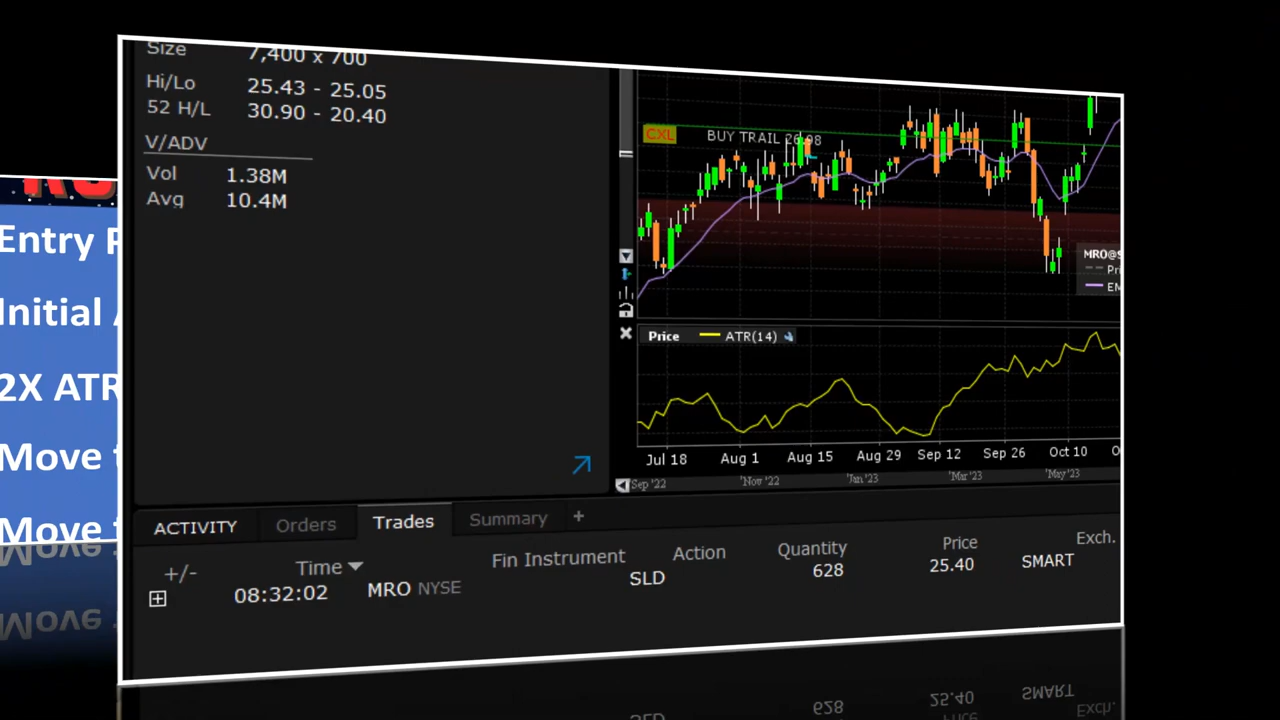 Size 7,400 x 700
Hi/Lo 25.43 - 25.05
52 H/L 30.90 - 20.40
V/ADV
Vol 1.38M
Avg 10.4M
CXL BUY TRAIL 26.98
Price ATR(14)
Jul 18 Aug 1 Aug 15 Aug 29 Sep 12 Sep 26 Oct 10
Sep '22 'Nov '22 'Jan '23 'Mar '23 'May '23
Entry
Initial
2X ATR
Move
Move
ACTIVITY Orders Trades Summary +
+/- Time Fin Instrument Action Quantity Price Exch.
08:32:02 MRO NYSE SLD 628 25.40 SMART